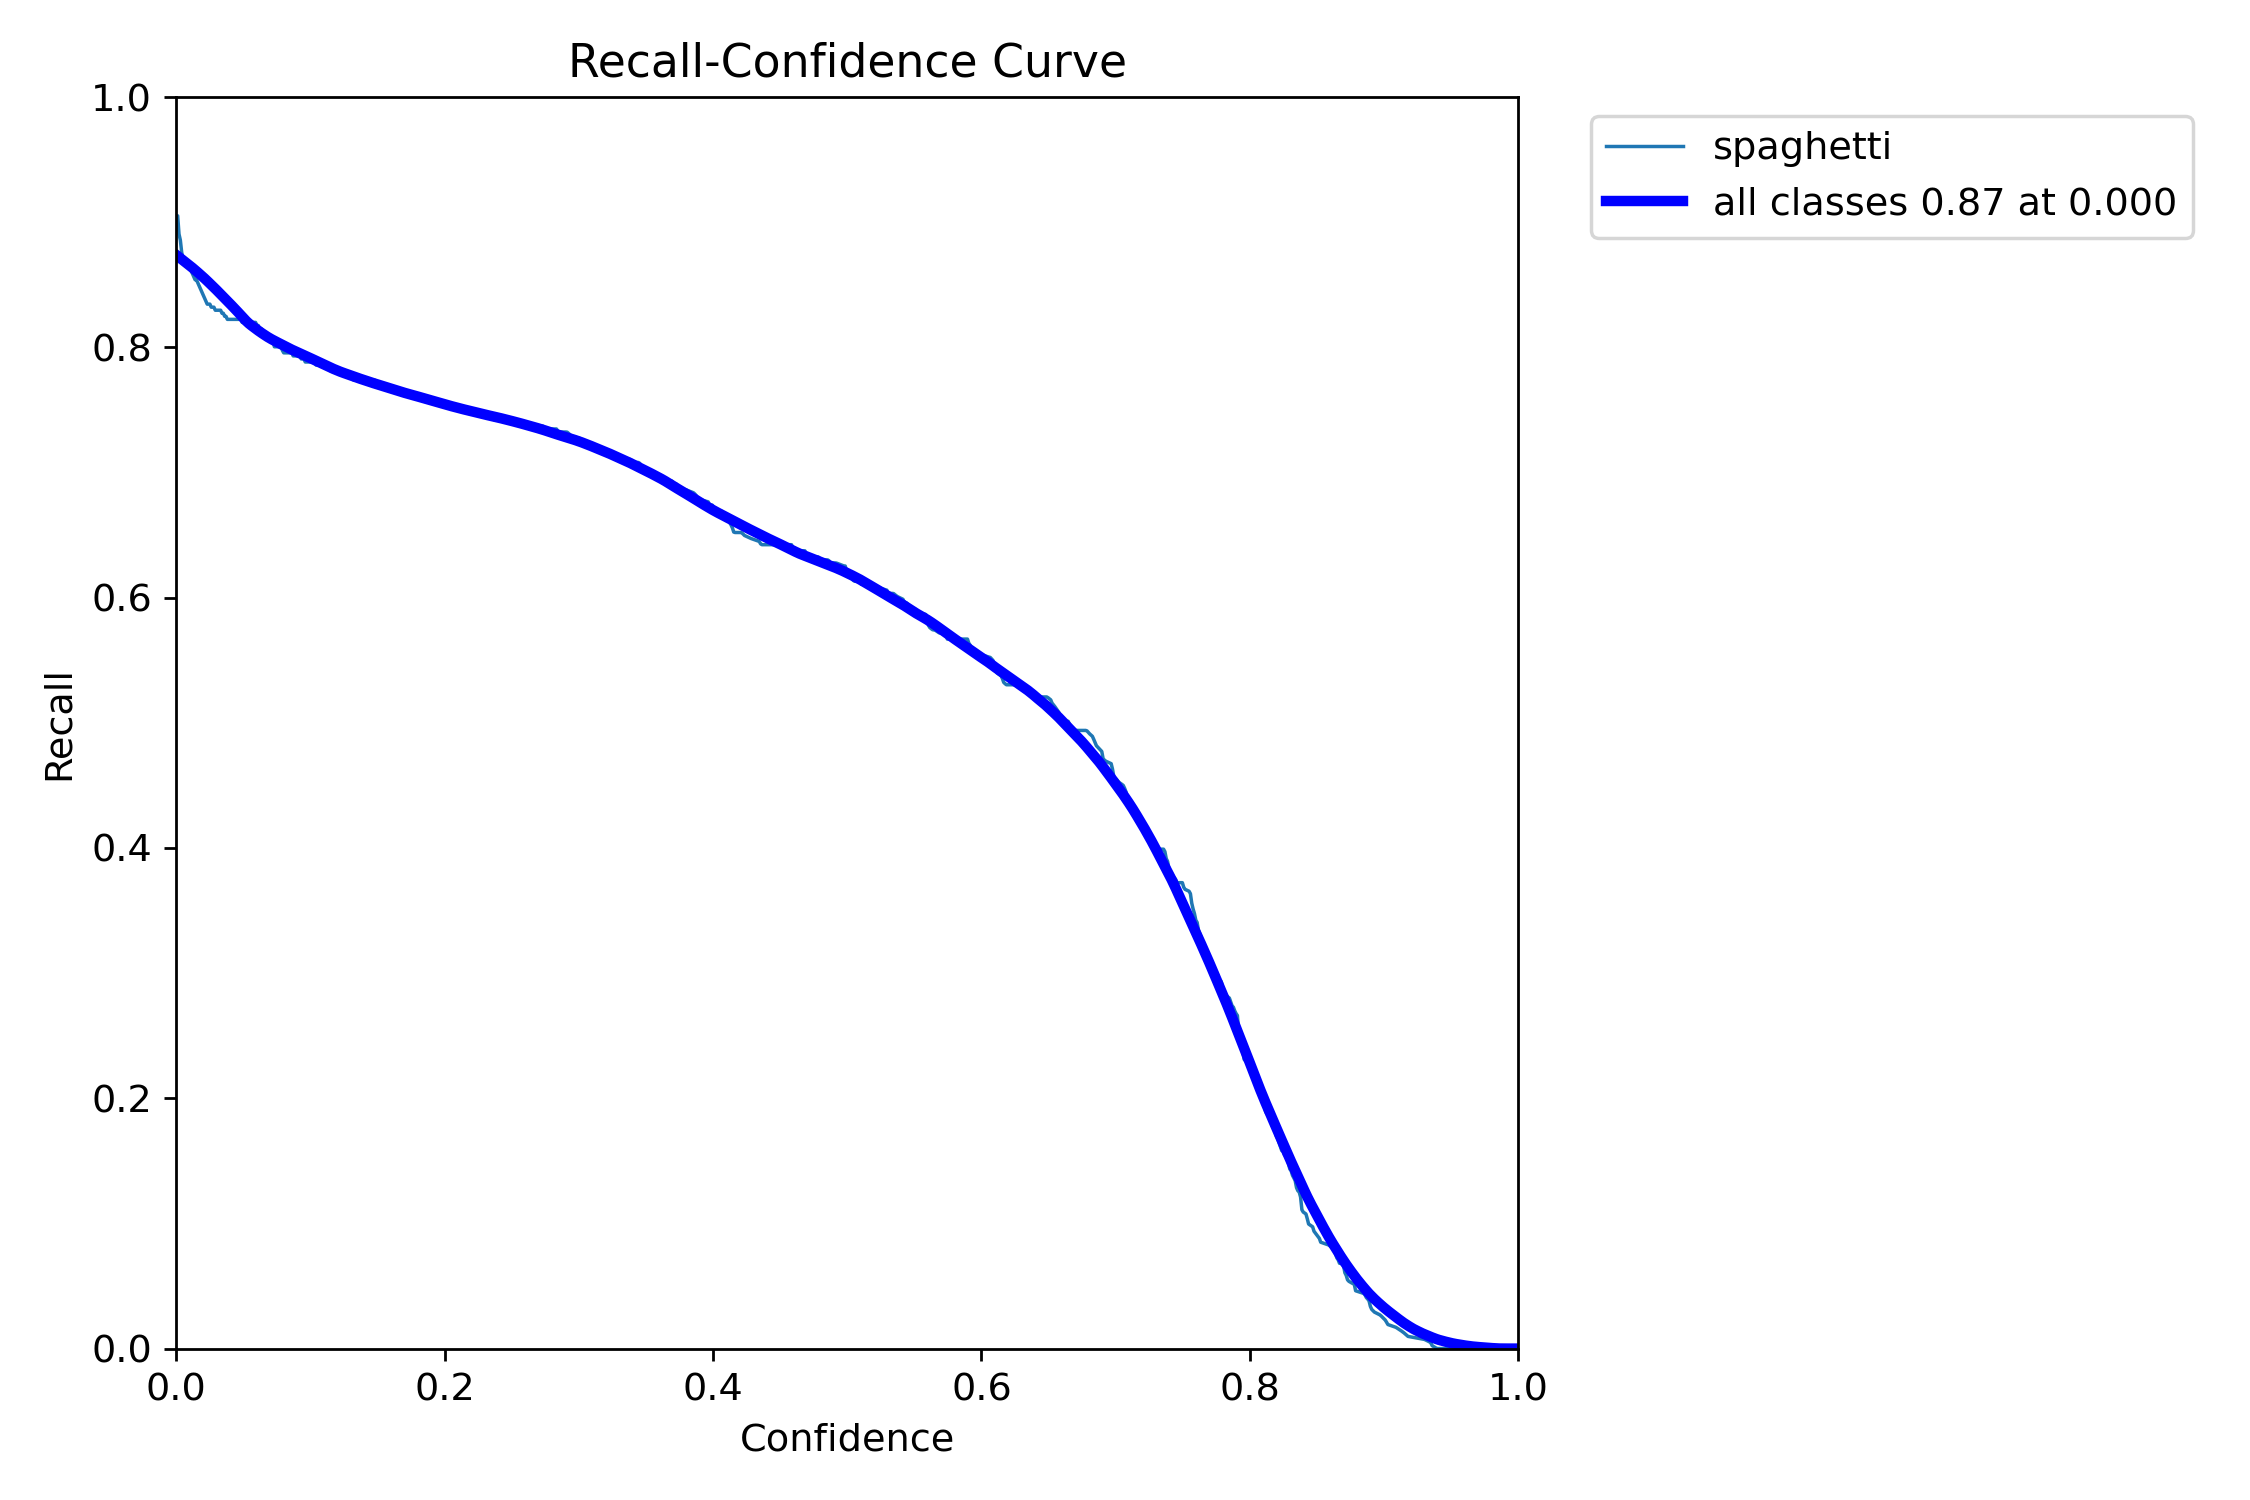 Recall-Confidence Curve
1.0
0.8
0.6
0.4
0.2
0.0
Recall
0.0 0.2 0.4 0.6 0.8 1.0
Confidence
spaghetti
all classes 0.87 at 0.000